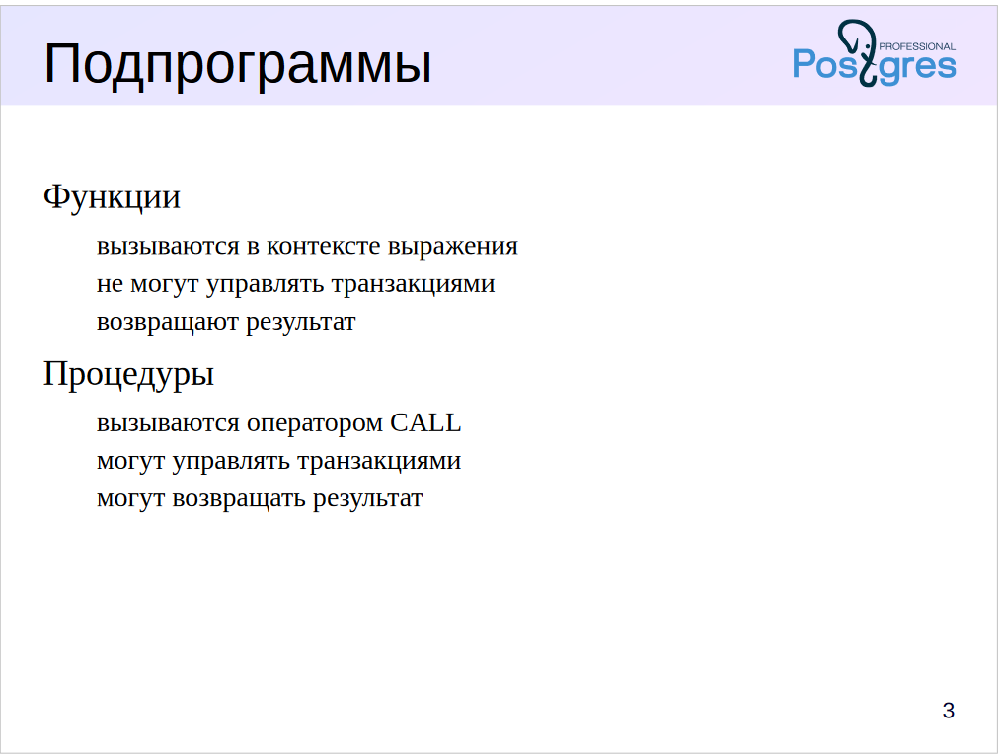 Подпрограммы
PROFESSIONAL
Postgres
Функции
вызываются в контексте выражения
не могут управлять транзакциями
возвращают результат
Процедуры
вызываются оператором CALL
могут управлять транзакциями
могут возвращать результат
3